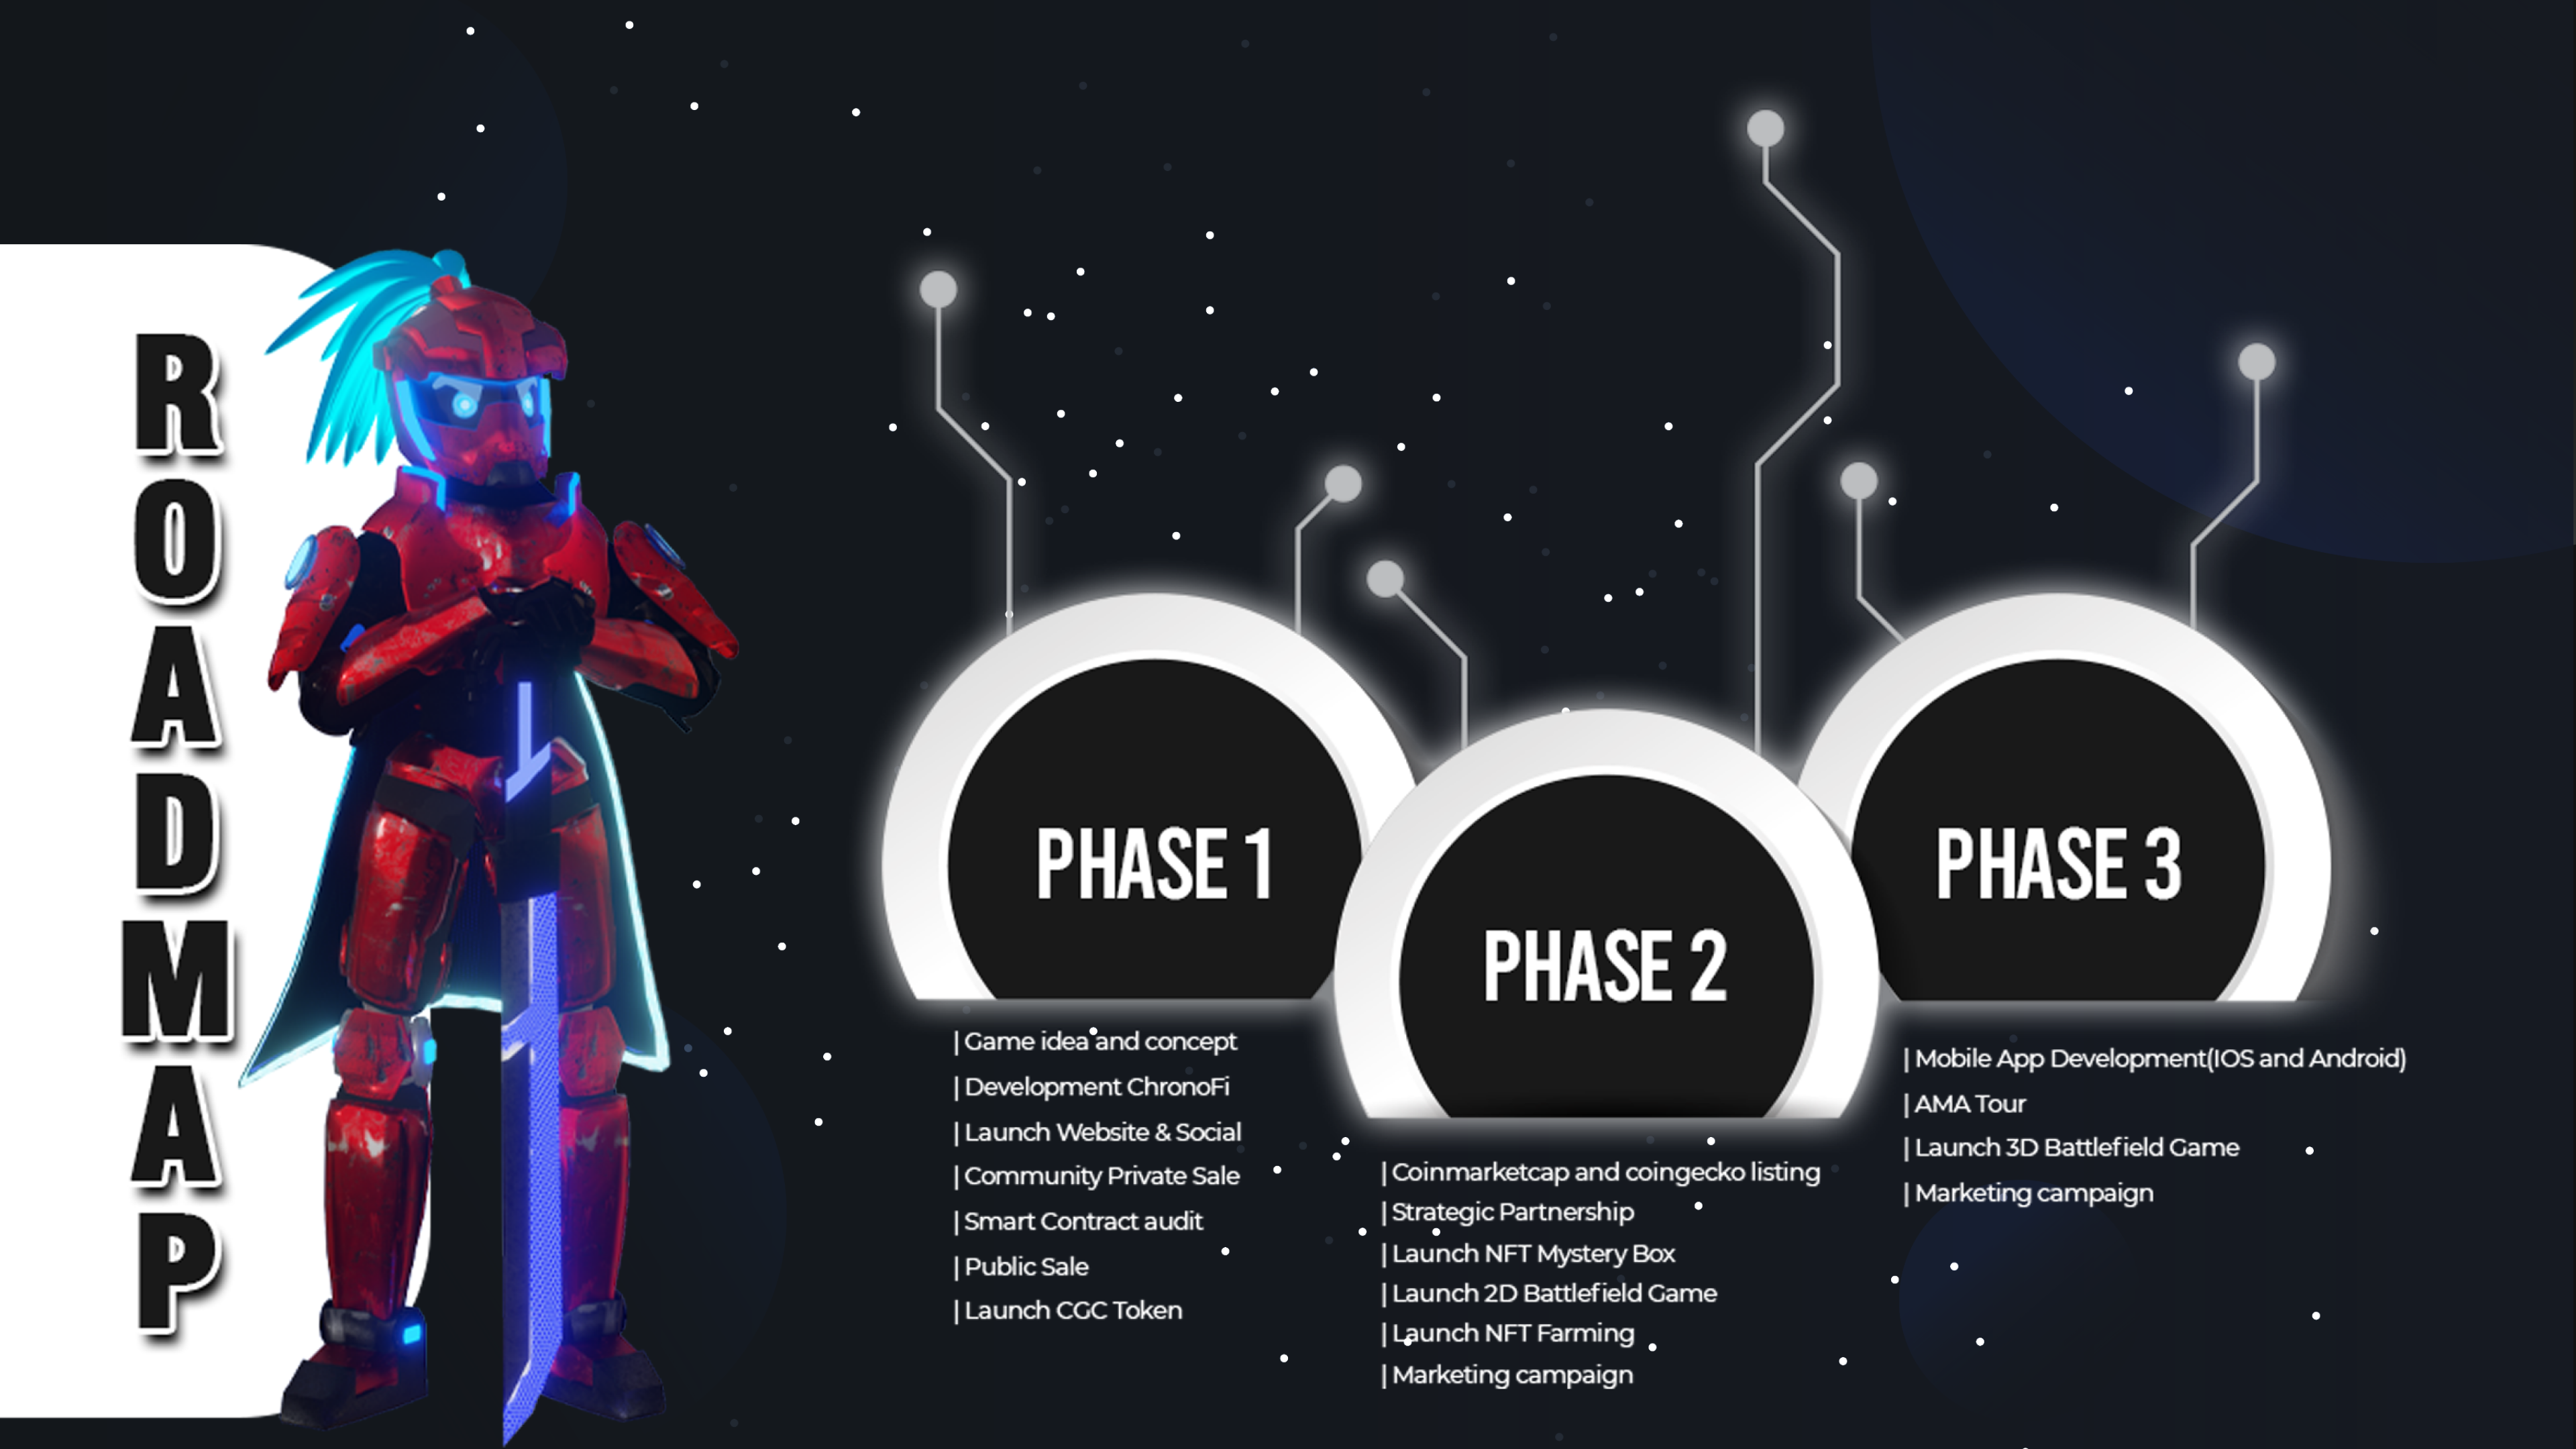 ROADMAP
PHASE 1
| Game idea and concept
| Development ChronoFi
| Launch Website & Social
| Community Private Sale
| Smart Contract audit
| Public Sale
| Launch CGC Token
PHASE 2
| Coinmarketcap and coingecko listing
| Strategic Partnership
| Launch NFT Mystery Box
| Launch 2D Battlefield Game
| Launch NFT Farming
| Marketing campaign
PHASE 3
| Mobile App Development(IOS and Android)
| AMA Tour
| Launch 3D Battlefield Game
| Marketing campaign